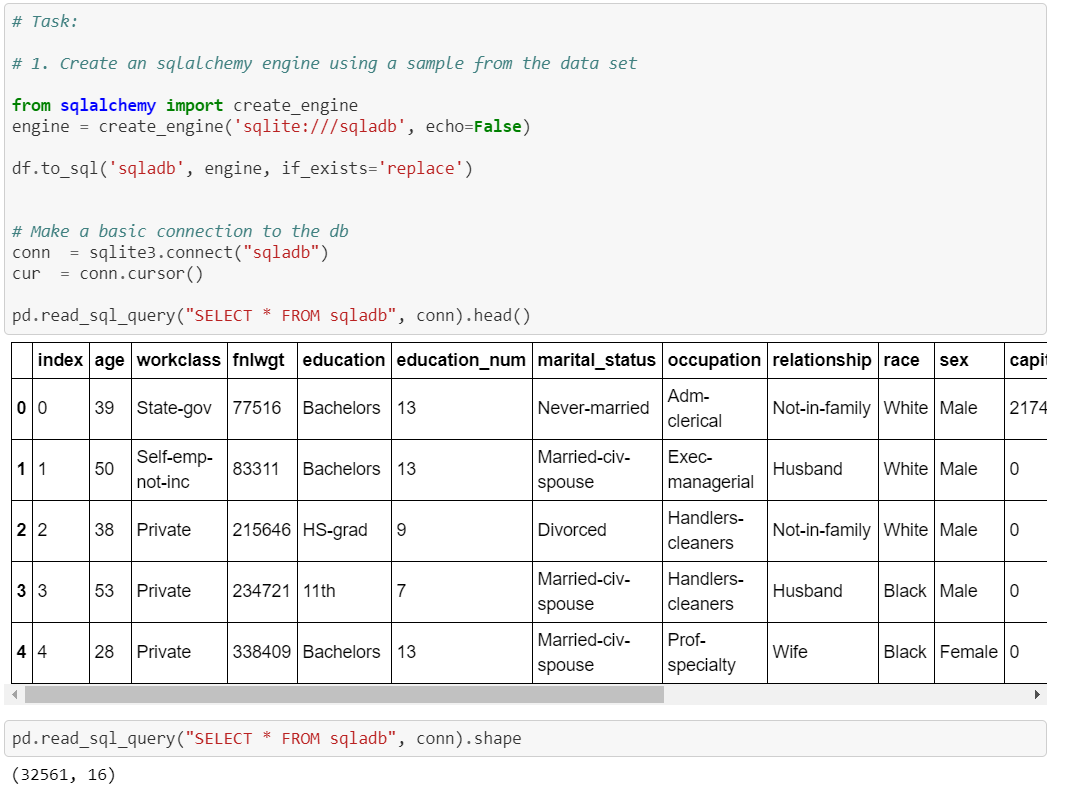 # Task:
# 1. Create an sqlalchemy engine using a sample from the data set
from sqlalchemy import create_engine
engine = create_engine('sqlite:///sqladb', echo=False)
df.to_sql('sqladb', engine, if_exists='replace')
# Make a basic connection to the db
conn  = sqlite3.connect("sqladb")
cur  = conn.cursor()
pd.read_sql_query("SELECT * FROM sqladb", conn).head()
index age workclass fnlwgt education education_num marital_status occupation relationship race sex capit
0 0 39 State-gov 77516 Bachelors 13 Never-married Adm-
clerical Not-in-family White Male 2174
1 1 50 Self-emp-
not-inc 83311 Bachelors 13 Married-civ-
spouse Exec-
managerial Husband White Male 0
2 2 38 Private 215646 HS-grad 9 Divorced Handlers-
cleaners Not-in-family White Male 0
3 3 53 Private 234721 11th 7 Married-civ-
spouse Handlers-
cleaners Husband Black Male 0
4 4 28 Private 338409 Bachelors 13 Married-civ-
spouse Prof-
specialty Wife Black Female 0
pd.read_sql_query("SELECT * FROM sqladb", conn).shape
(32561, 16)